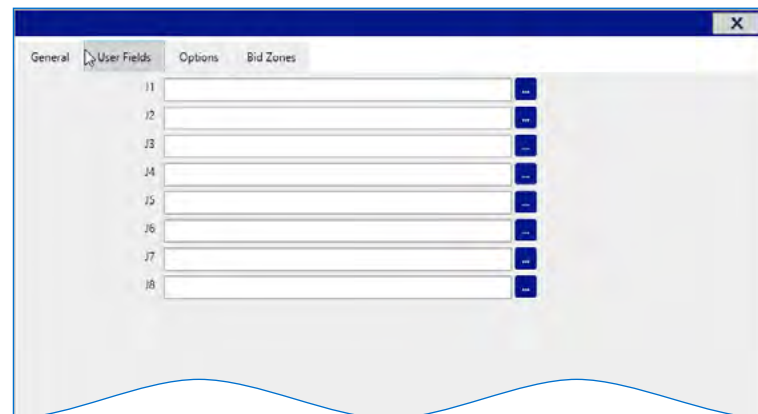 X
General User Fields Options Bid Zones
J1 ...
J2 ...
J3 ...
J4 ...
J5 ...
J6 ...
J7 ...
J8 ...